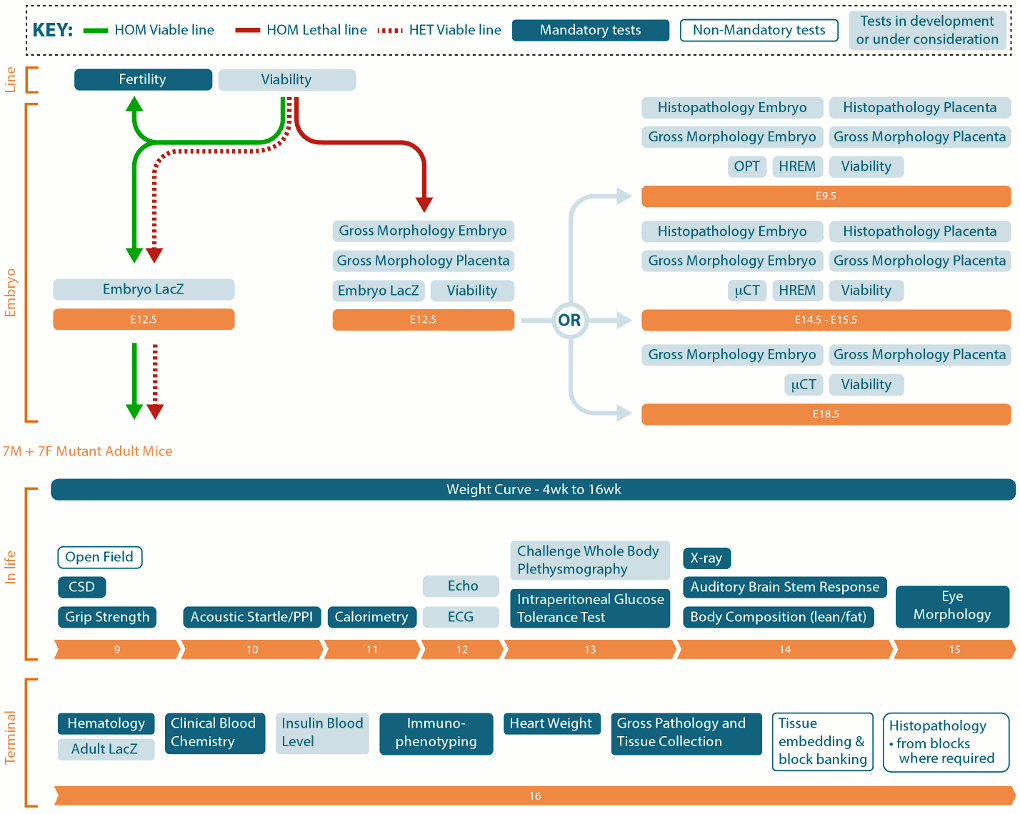 KEY: HOM Viable line HOM Lethal line HET Viable line Mandatory tests Non-Mandatory tests Tests in development
or under consideration
Line
Fertility Viability
Embryo
Histopathology Embryo Histopathology Placenta
Gross Morphology Embryo Gross Morphology Placenta
OPT HREM Viability
E9.5
Gross Morphology Embryo
Gross Morphology Placenta
Embryo LacZ Viability
E12.5
Embryo LacZ
E12.5
OR
Histopathology Embryo Histopathology Placenta
Gross Morphology Embryo Gross Morphology Placenta
µCT HREM Viability
E14.5 - E15.5
Gross Morphology Embryo Gross Morphology Placenta
µCT Viability
E18.5
7M + 7F Mutant Adult Mice
In life
Weight Curve - 4wk to 16wk
Open Field
CSD
Grip Strength
Acoustic Startle/PPI
Calorimetry
Echo
ECG
Challenge Whole Body
Plethysmography
Intraperitoneal Glucose
Tolerance Test
X-ray
Auditory Brain Stem Response
Body Composition (lean/fat)
Eye
Morphology
9 10 11 12 13 14 15
Terminal
Hematology
Adult LacZ
Clinical Blood
Chemistry
Insulin Blood
Level
Immuno-
phenotyping
Heart Weight
Gross Pathology and
Tissue Collection
Tissue
embedding &
block banking
Histopathology
• from blocks
where required
16